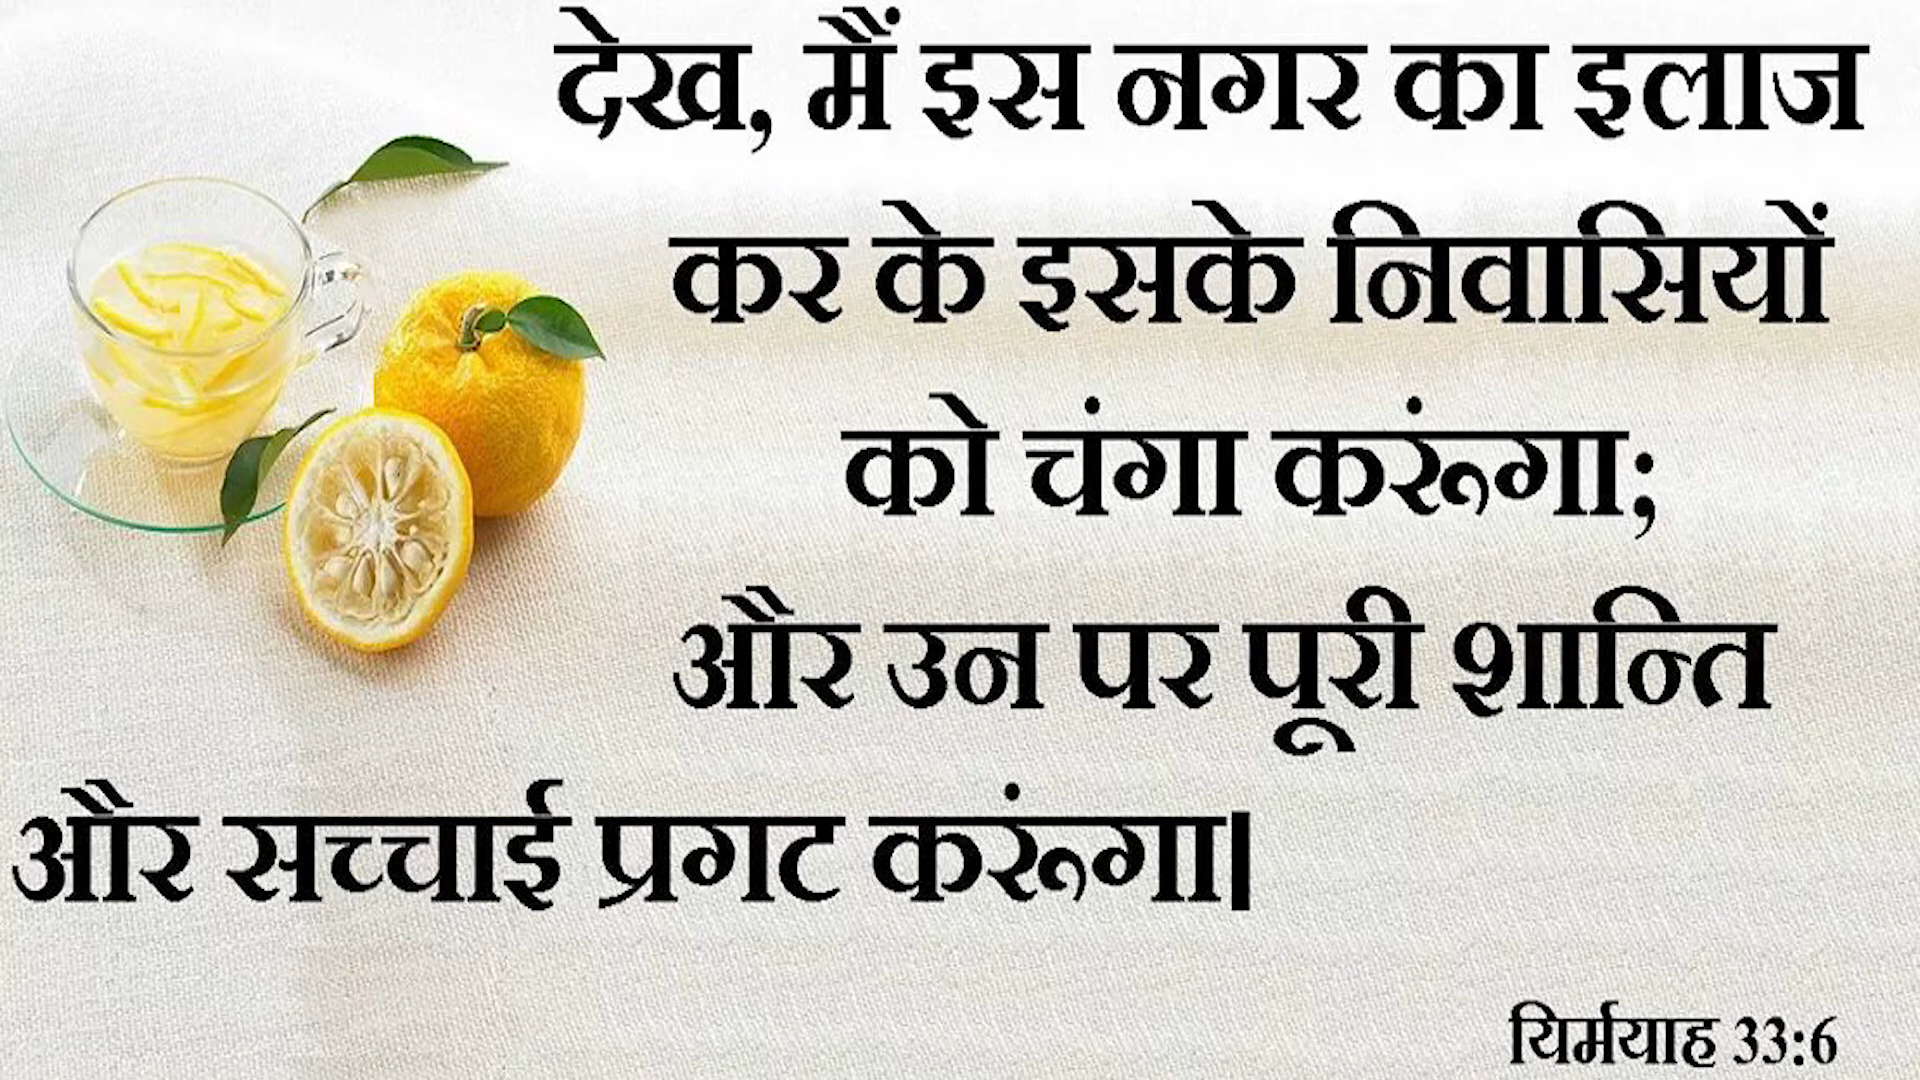 देख, मैं इस नगर का इलाज
कर के इसके निवासियों
को चंगा करूंगा;
और उन पर पूरी शान्ति
और सच्चाई प्रगट करूंगा।
यिर्मयाह 33:6